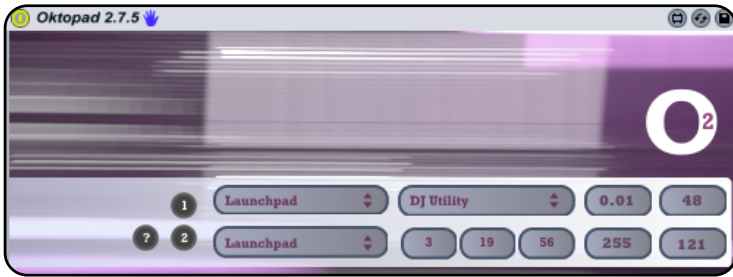 Oktopad 2.7.5
O2
1 Launchpad DJ Utility 0.01 48
? 2 Launchpad 3 19 56 255 121